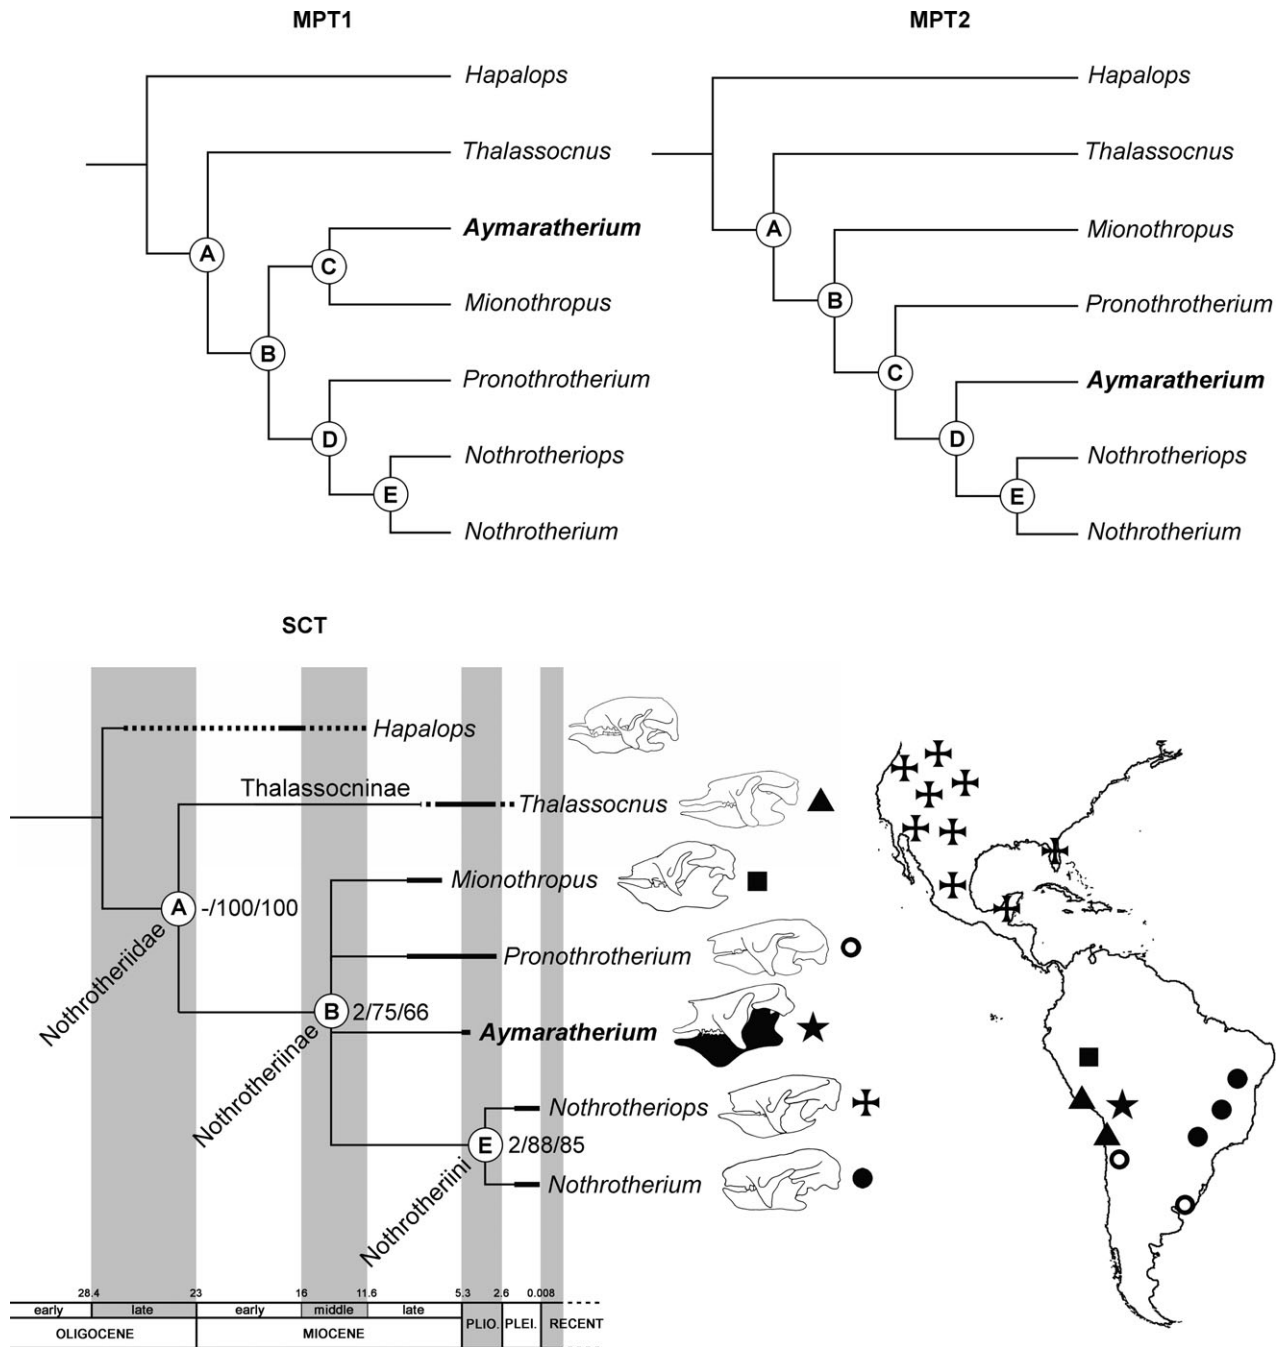 MPT1
Hapalops
Thalassocnus
A
Aymaratherium
C
Mionothropus
B
Pronothrotherium
D
Nothrotheriops
E
Nothrotherium
MPT2
Hapalops
Thalassocnus
A
Mionothropus
B
Pronothrotherium
C
Aymaratherium
D
Nothrotheriops
E
Nothrotherium
SCT
Hapalops
Thalassocninae
Thalassocnus
Mionothropus
A -/100/100
Nothrotheriidae
Pronothrotherium
B 2/75/66
Nothrotheriinae
Aymaratherium
Nothrotheriops
E 2/88/85
Nothrotheriini
Nothrotherium
28.4 23 16 11.6 5.3 2.6 0.008
early late early middle late
OLIGOCENE MIOCENE PLIO. PLEI. RECENT